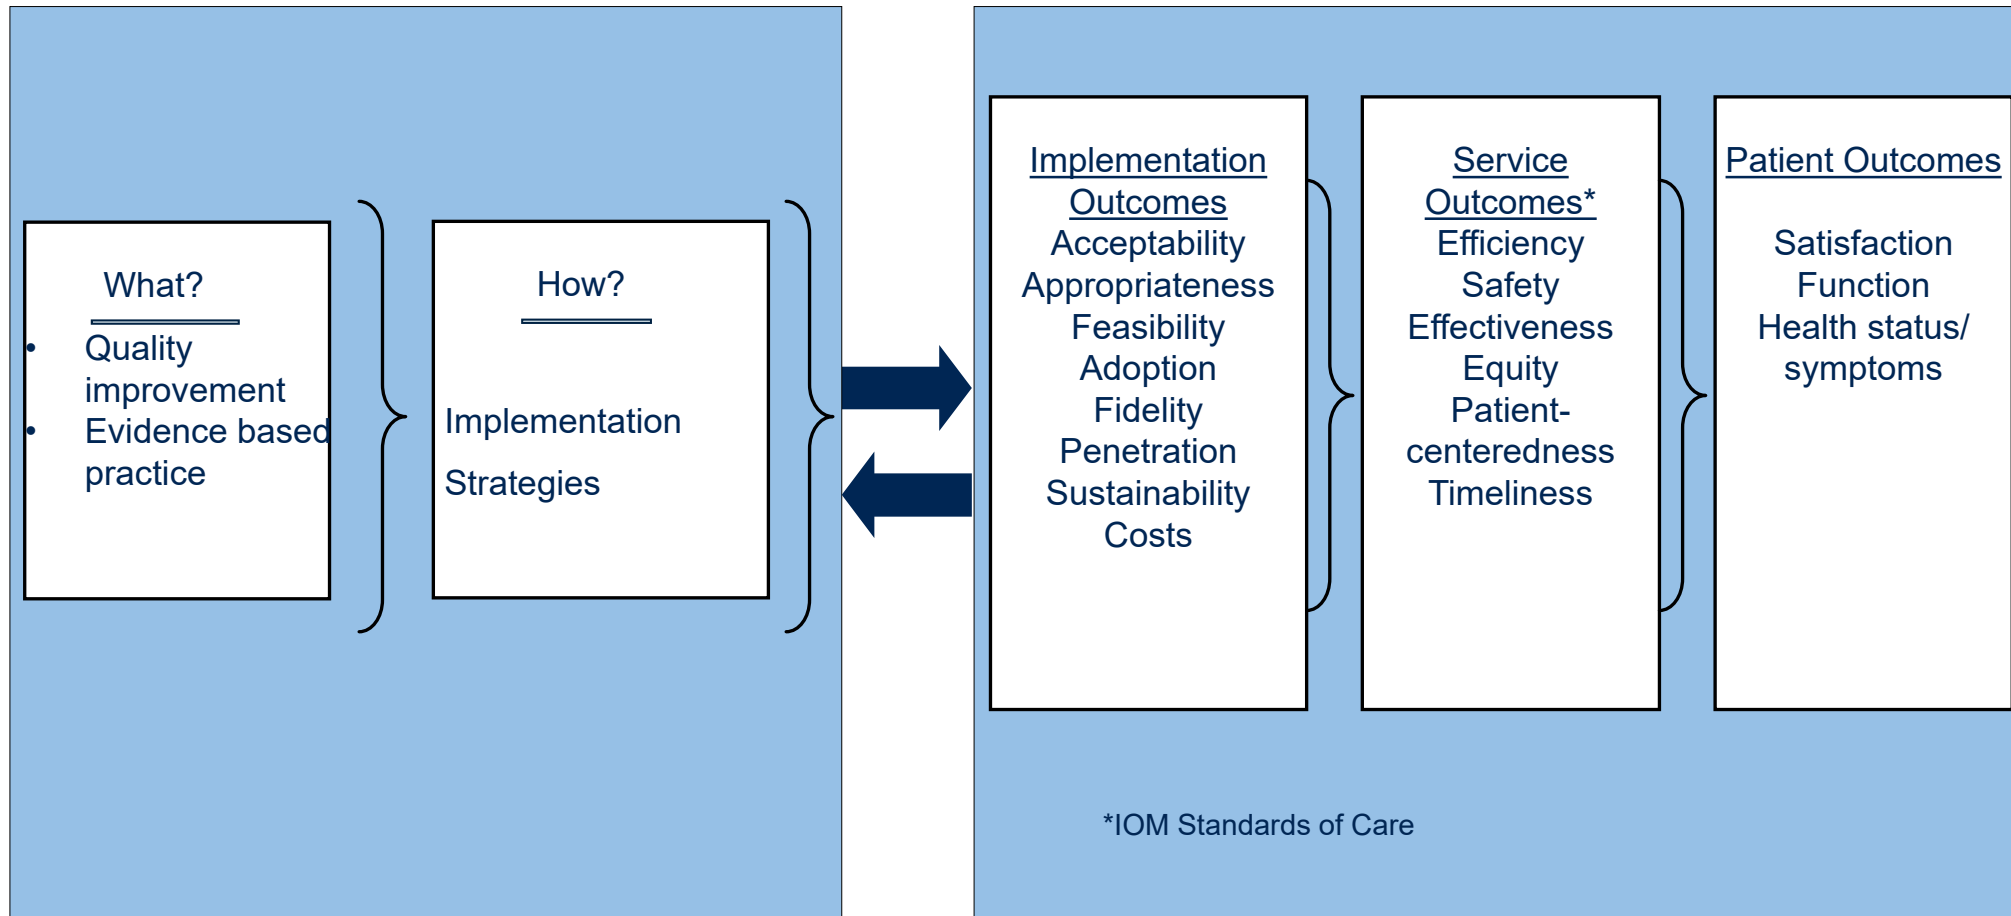 What?
• Quality
improvement
• Evidence based
practice
How?
Implementation
Strategies
Implementation
Outcomes
Acceptability
Appropriateness
Feasibility
Adoption
Fidelity
Penetration
Sustainability
Costs
Service
Outcomes*
Efficiency
Safety
Effectiveness
Equity
Patient-
centeredness
Timeliness
Patient Outcomes
Satisfaction
Function
Health status/
symptoms
*IOM Standards of Care